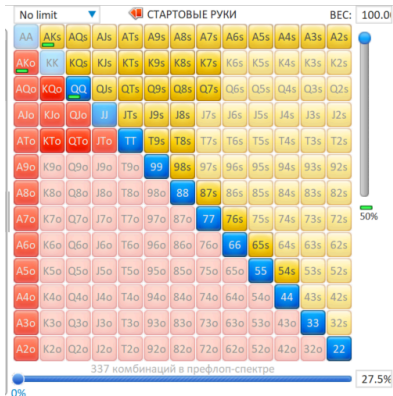 No limit СТАРТОВЫЕ РУКИ ВЕС: 100.0
AA AKs AQs AJs ATs A9s A8s A7s A6s A5s A4s A3s A2s
AKo KK KQs KJs KTs K9s K8s K7s K6s K5s K4s K3s K2s
AQo KQo QQ QJs QTs Q9s Q8s Q7s Q6s Q5s Q4s Q3s Q2s
AJo KJo QJo JJ JTs J9s J8s J7s J6s J5s J4s J3s J2s
ATo KTo QTo JTo TT T9s T8s T7s T6s T5s T4s T3s T2s
A9o K9o Q9o J9o T9o 99 98s 97s 96s 95s 94s 93s 92s
A8o K8o Q8o J8o T8o 98o 88 87s 86s 85s 84s 83s 82s
50%
A7o K7o Q7o J7o T7o 97o 87o 77 76s 75s 74s 73s 72s
A6o K6o Q6o J6o T6o 96o 86o 76o 66 65s 64s 63s 62s
A5o K5o Q5o J5o T5o 95o 85o 75o 65o 55 54s 53s 52s
A4o K4o Q4o J4o T4o 94o 84o 74o 64o 54o 44 43s 42s
A3o K3o Q3o J3o T3o 93o 83o 73o 63o 53o 43o 33 32s
A2o K2o Q2o J2o T2o 92o 82o 72o 62o 52o 42o 32o 22
337 комбинаций в префлоп-спектре
27.5%
0%